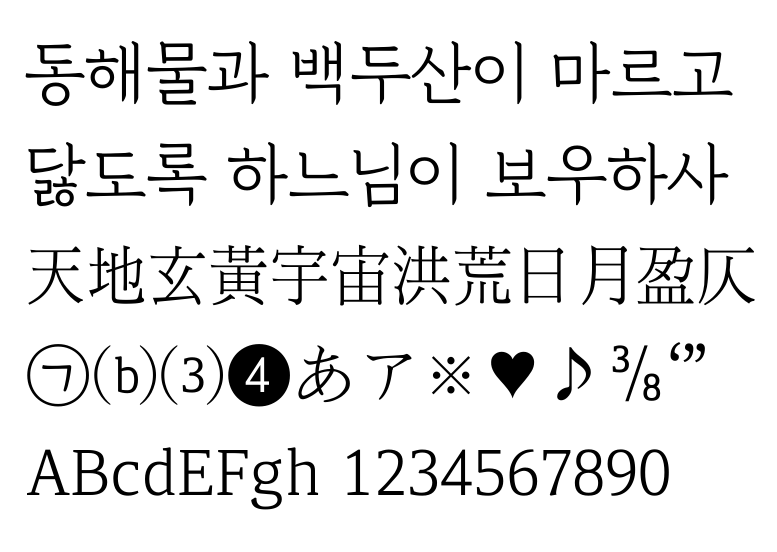 동해물과 백두산이 마르고
닳도록 하느님이 보우하사
天地玄黃宇宙洪荒日月盈仄
㉠⒝⑶❹あア※♥♪⅜‘”
ABcdEFgh 1234567890